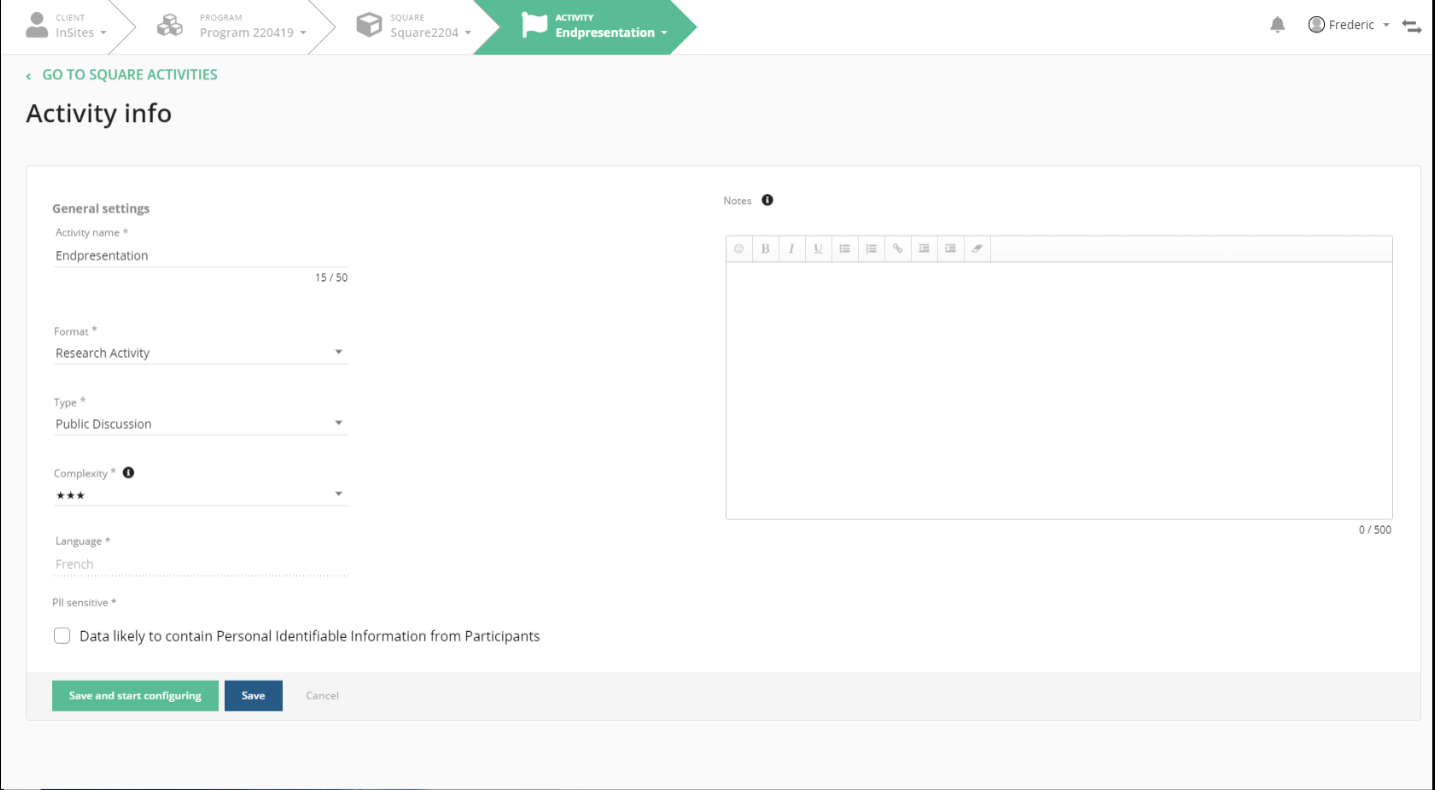 CLIENT
InSites
PROGRAM
Program 220419
SQUARE
Square2204
ACTIVITY
Endpresentation
Frederic
‹ GO TO SQUARE ACTIVITIES
Activity info
General settings
Activity name *
Endpresentation
15 / 50
Format *
Research Activity
Type *
Public Discussion
Complexity *
★★★
Language *
French
PII sensitive *
Data likely to contain Personal Identifiable Information from Participants
Notes
B I U
0 / 500
Save and start configuring Save Cancel